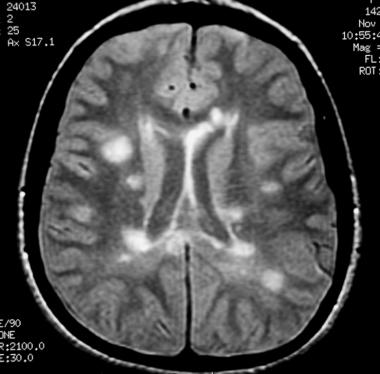 24013
2
25
Ax S17.1
142
Nov
10:55:4
Mag =
FL:
ROT:
E/90
ONE
R:2100.0
E:30.0